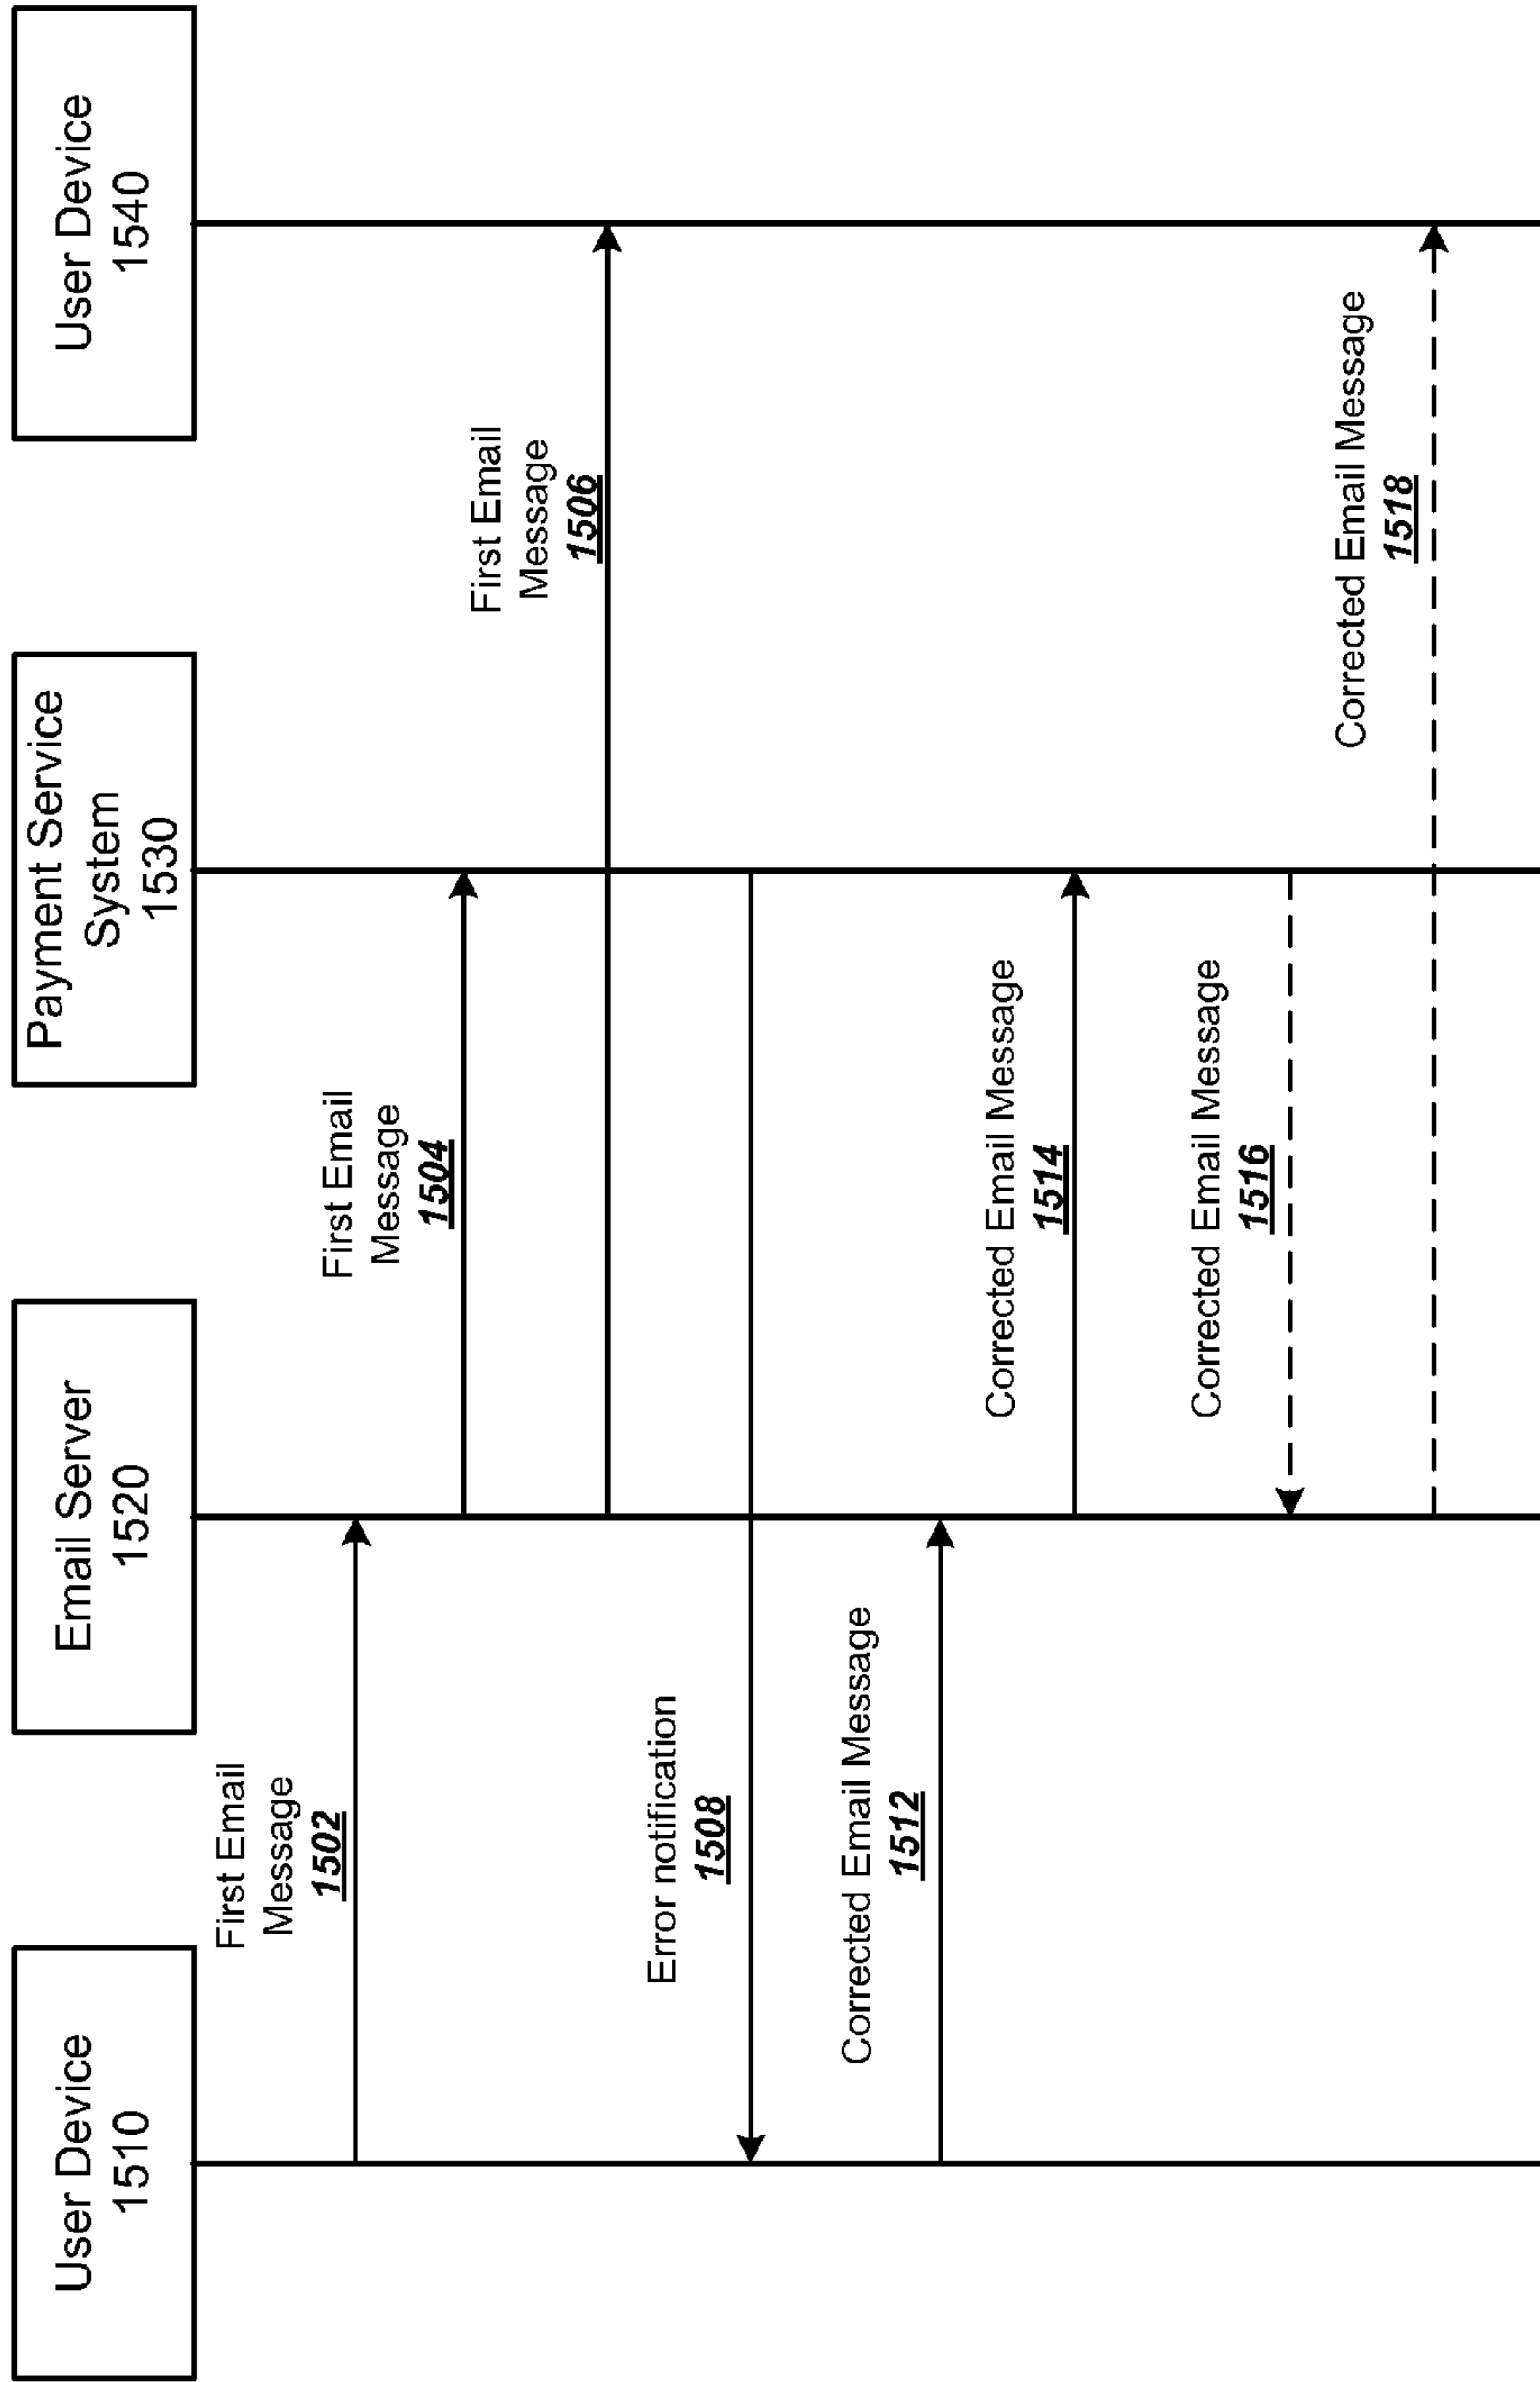 User Device
1510
Email Server
1520
Payment Service
System
1530
User Device
1540
First Email
Message
1502
First Email
Message
1504
First Email
Message
1506
Error notification
1508
Corrected Email Message
1512
Corrected Email Message
1514
Corrected Email Message
1516
Corrected Email Message
1518